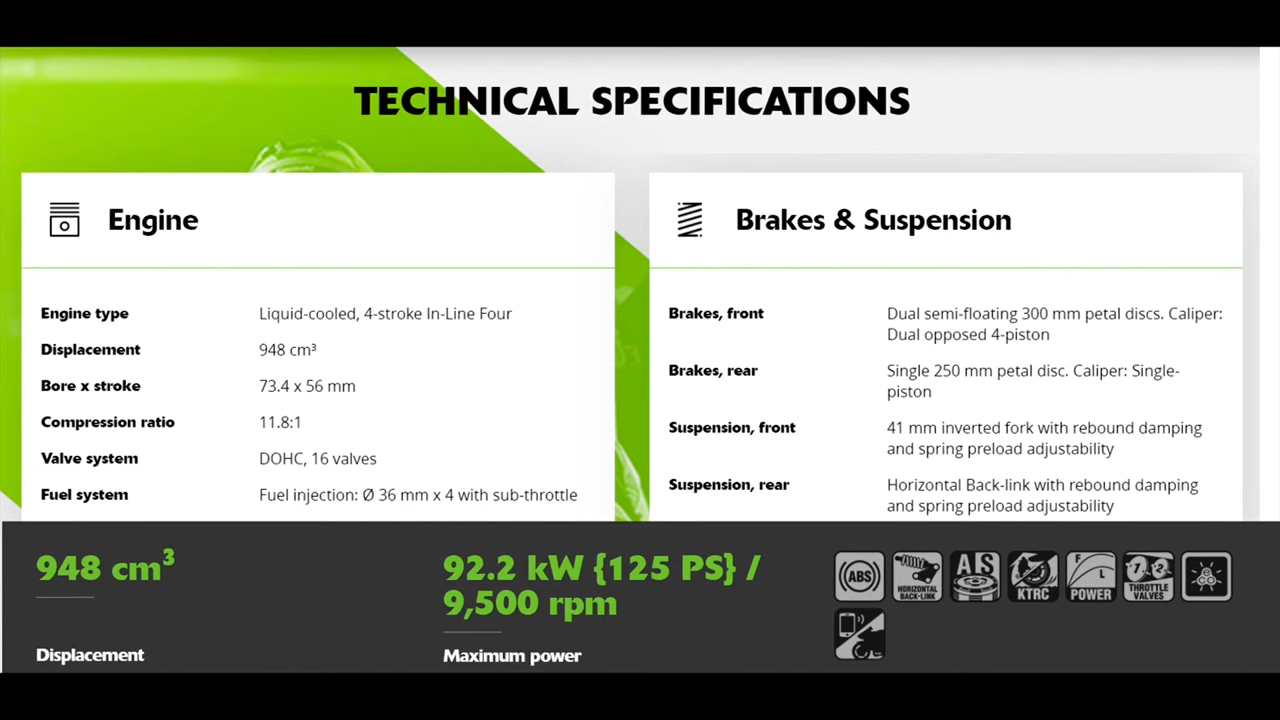 TECHNICAL SPECIFICATIONS
Engine
Engine type Liquid-cooled, 4-stroke In-Line Four
Displacement 948 cm³
Bore x stroke 73.4 x 56 mm
Compression ratio 11.8:1
Valve system DOHC, 16 valves
Fuel system Fuel injection: Ø 36 mm x 4 with sub-throttle
Brakes & Suspension
Brakes, front Dual semi-floating 300 mm petal discs. Caliper:
Dual opposed 4-piston
Brakes, rear Single 250 mm petal disc. Caliper: Single-
piston
Suspension, front 41 mm inverted fork with rebound damping
and spring preload adjustability
Suspension, rear Horizontal Back-link with rebound damping
and spring preload adjustability
948 cm³
Displacement
92.2 kW {125 PS} /
9,500 rpm
Maximum power
ABS
HORIZONTAL
BACK-LINK
AIS
KTRC
F
L
POWER
1 2
THROTTLE
VALVES